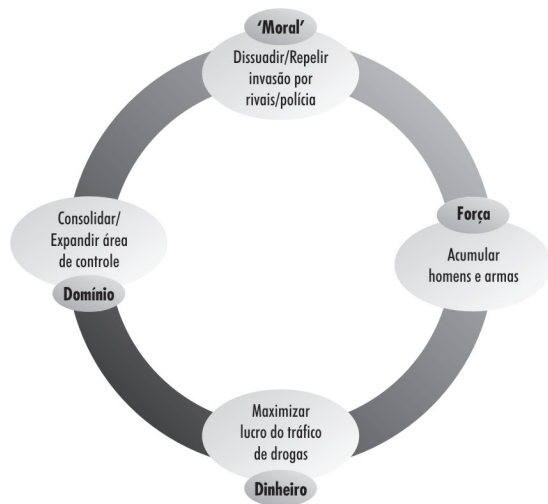 ‘Moral’
Dissuadir/Repelir
invasão por
rivais/polícia
Força
Acumular
homens e armas
Maximizar
lucro do tráfico
de drogas
Dinheiro
Consolidar/
Expandir área
de controle
Domínio